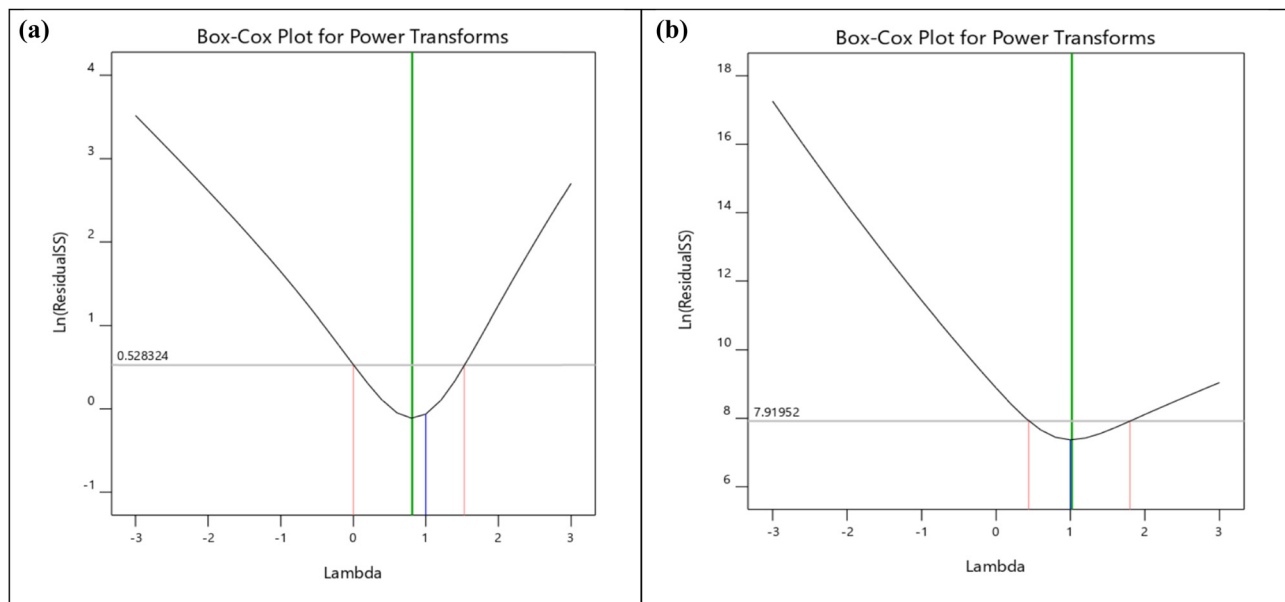 (a)
Box-Cox Plot for Power Transforms
4
3
2
1
0
-1
Ln(ResidualSS)
0.528324
-3 -2 -1 0 1 2 3
Lambda
(b)
Box-Cox Plot for Power Transforms
18
16
14
12
10
8
6
Ln(ResidualSS)
7.91952
-3 -2 -1 0 1 2 3
Lambda